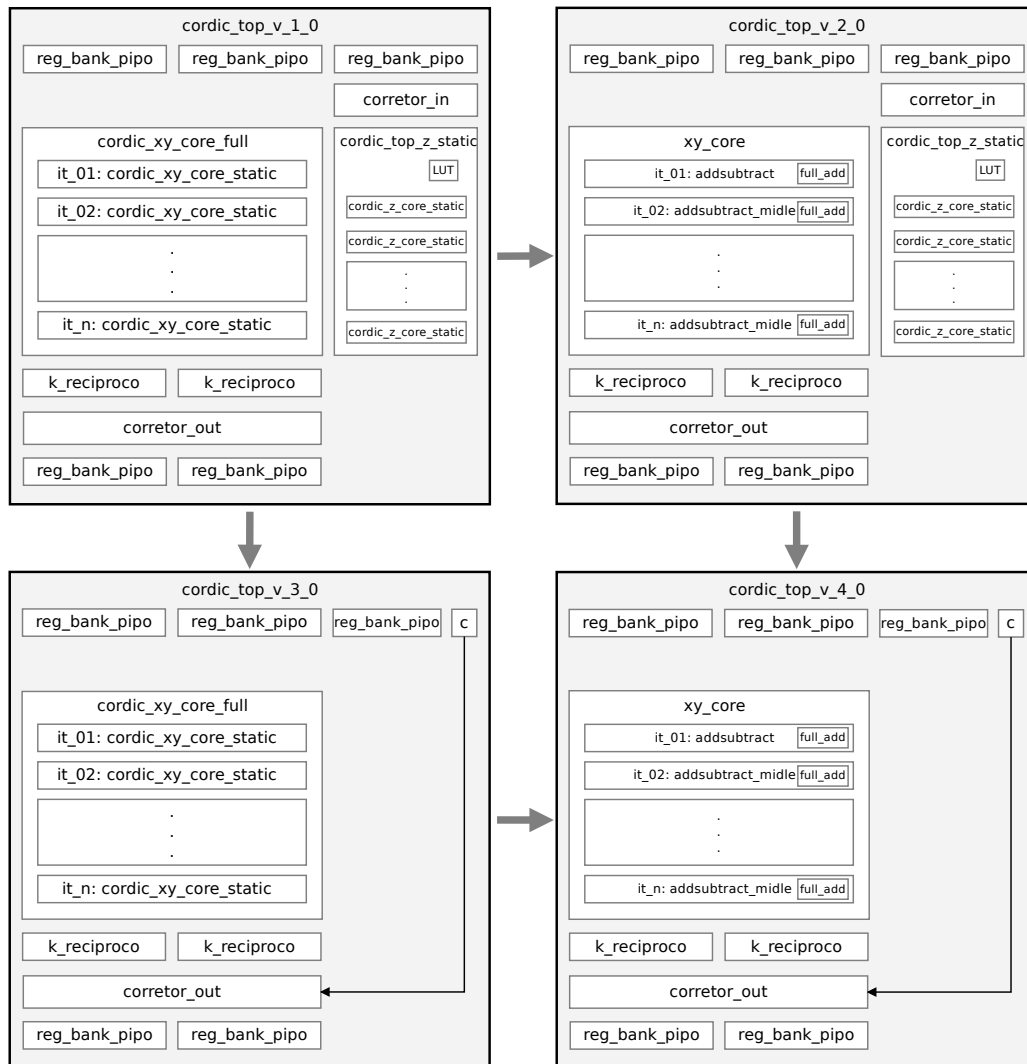 cordic_top_v_1_0
reg_bank_pipo
reg_bank_pipo
reg_bank_pipo
corretor_in
cordic_xy_core_full
it_01: cordic_xy_core_static
it_02: cordic_xy_core_static
.
.
.
it_n: cordic_xy_core_static
cordic_top_z_static
LUT
cordic_z_core_static
cordic_z_core_static
.
.
.
cordic_z_core_static
k_reciproco
k_reciproco
corretor_out
reg_bank_pipo
reg_bank_pipo
cordic_top_v_2_0
reg_bank_pipo
reg_bank_pipo
reg_bank_pipo
corretor_in
xy_core
it_01: addsubtract
full_add
it_02: addsubtract_midle
full_add
.
.
.
it_n: addsubtract_midle
full_add
cordic_top_z_static
LUT
cordic_z_core_static
cordic_z_core_static
.
.
.
cordic_z_core_static
k_reciproco
k_reciproco
corretor_out
reg_bank_pipo
reg_bank_pipo
cordic_top_v_3_0
reg_bank_pipo
reg_bank_pipo
reg_bank_pipo
c
cordic_xy_core_full
it_01: cordic_xy_core_static
it_02: cordic_xy_core_static
.
.
.
it_n: cordic_xy_core_static
k_reciproco
k_reciproco
corretor_out
reg_bank_pipo
reg_bank_pipo
cordic_top_v_4_0
reg_bank_pipo
reg_bank_pipo
reg_bank_pipo
c
xy_core
it_01: addsubtract
full_add
it_02: addsubtract_midle
full_add
.
.
.
it_n: addsubtract_midle
full_add
k_reciproco
k_reciproco
corretor_out
reg_bank_pipo
reg_bank_pipo